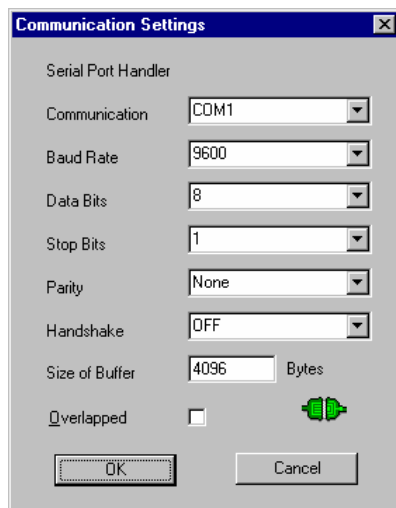 Communication Settings
Serial Port Handler
Communication COM1
Baud Rate 9600
Data Bits 8
Stop Bits 1
Parity None
Handshake OFF
Size of Buffer 4096 Bytes
Overlapped
OK Cancel